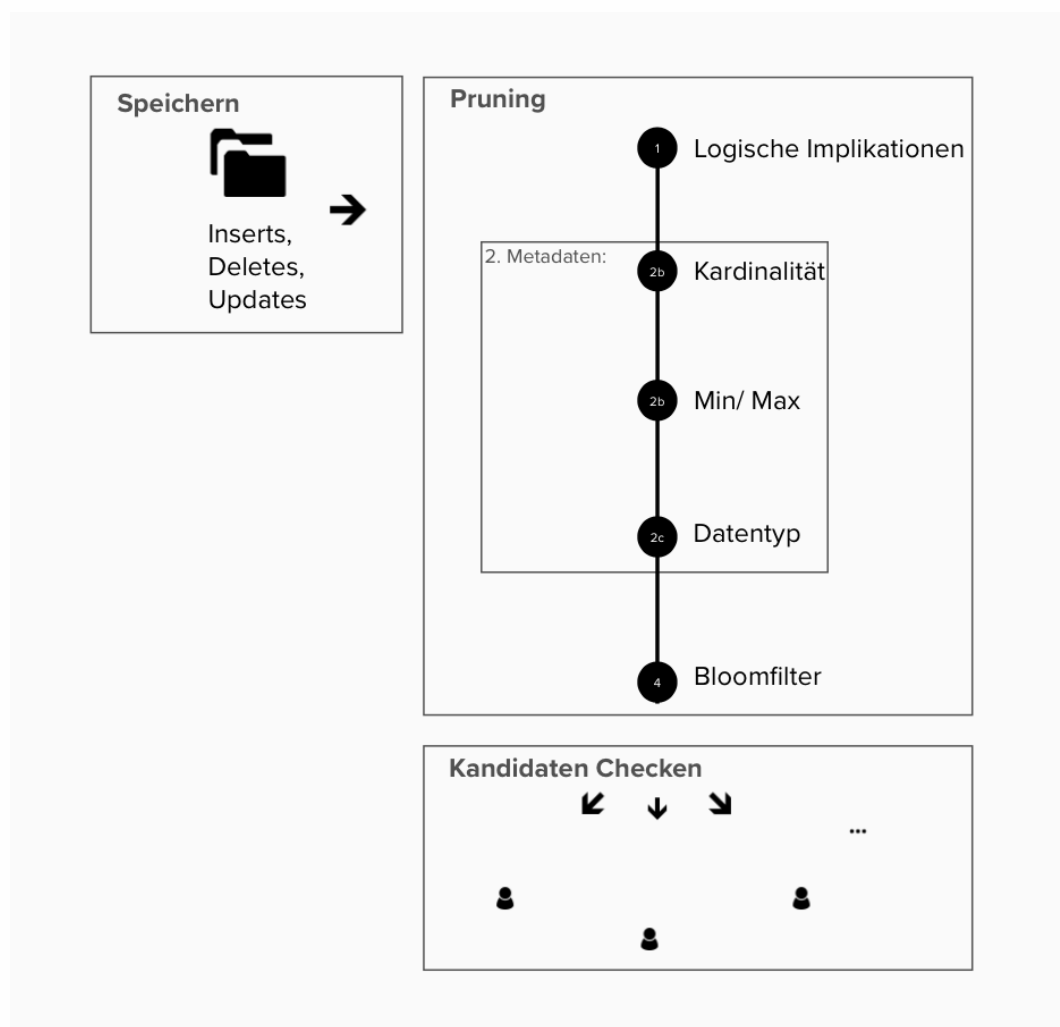 Speichern
Inserts,
Deletes,
Updates
Pruning
1 Logische Implikationen
2. Metadaten:
2b Kardinalität
2b Min/ Max
2c Datentyp
4 Bloomfilter
Kandidaten Checken
...